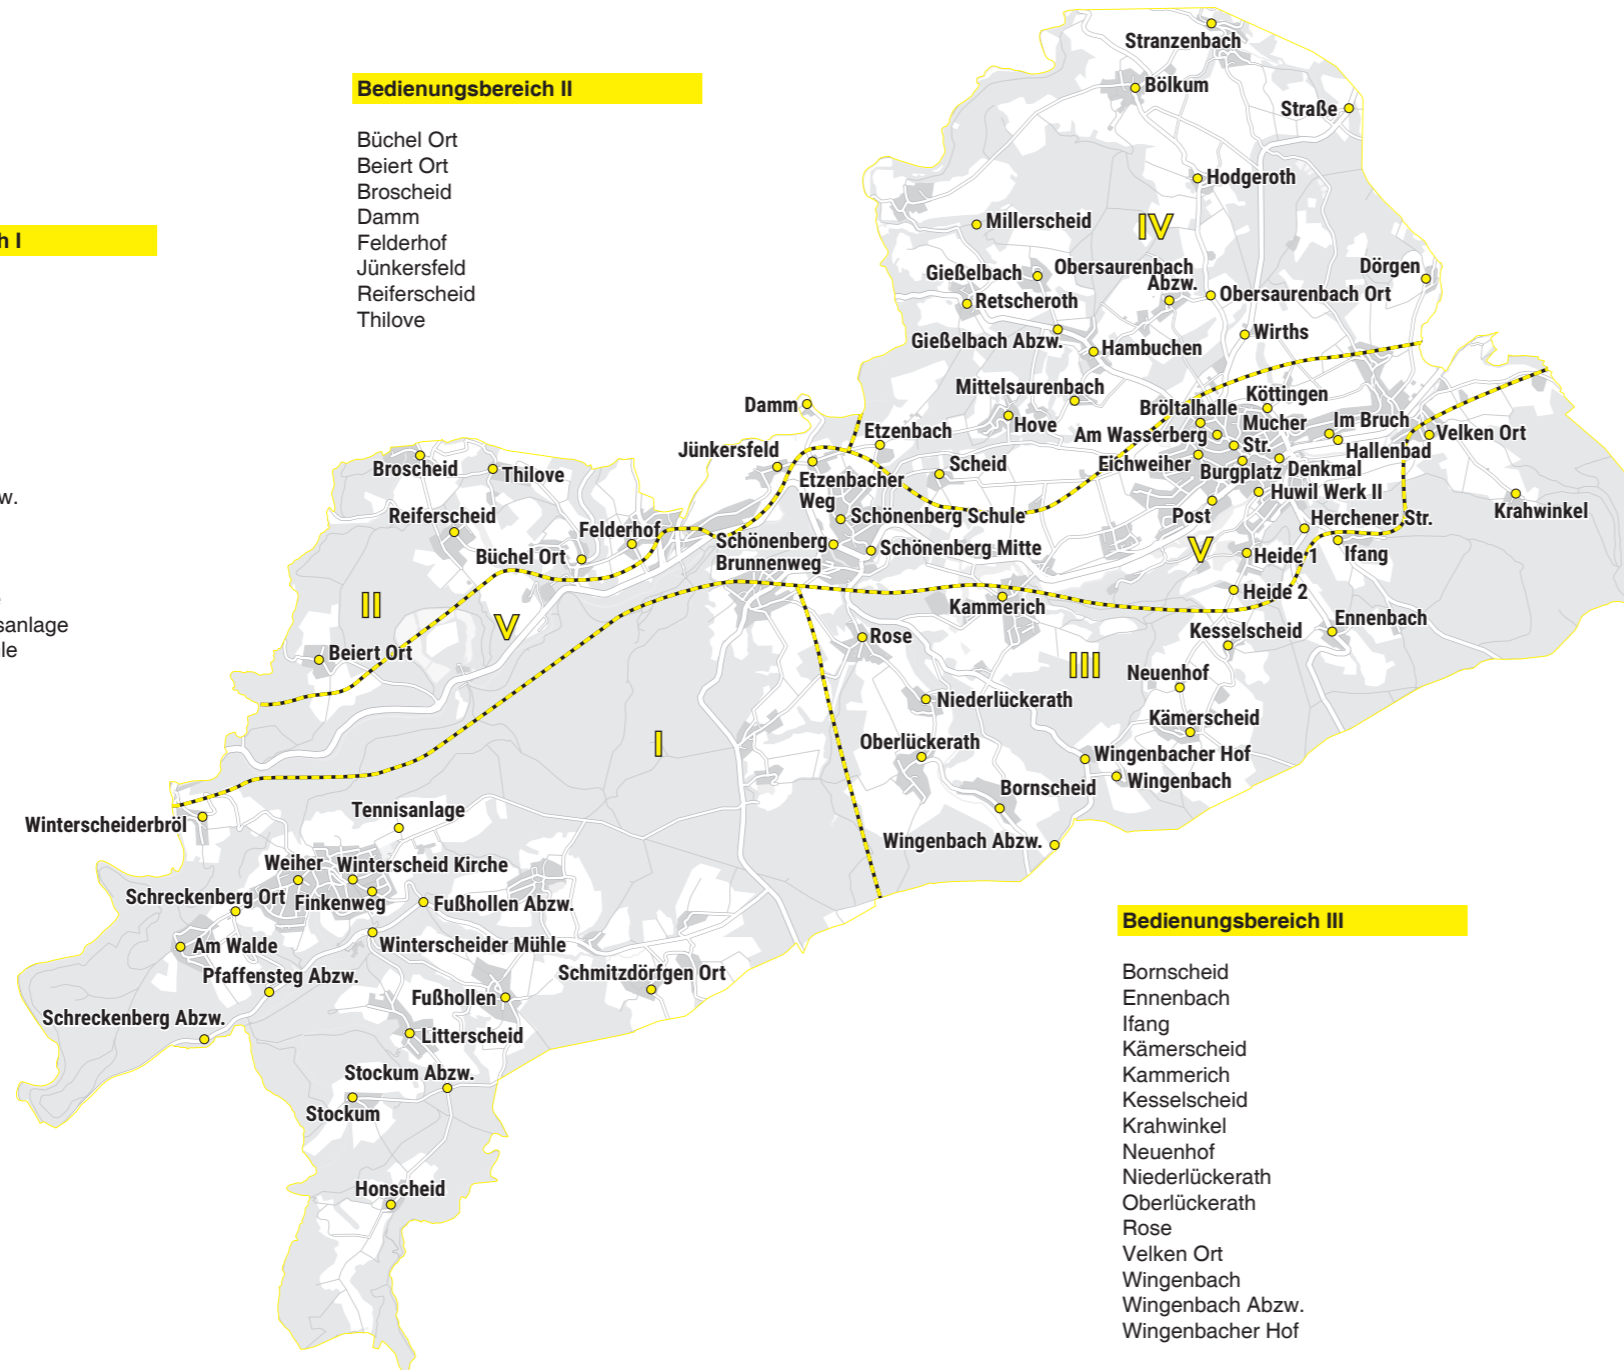 Bedienungsbereich II
Büchel Ort
Beiert Ort
Broscheid
Damm
Felderhof
Jünkersfeld
Reiferscheid
Thilove
h I
w.
sanlage
le
Stranzenbach
Bölkum
Straße
Hodgeroth
Millerscheid
IV
Gießelbach
Obersaurenbach
Abzw.
Dörgen
Retscheroth
Obersaurenbach Ort
Gießelbach Abzw.
Hambuchen
Wirths
Mittelsaurenbach
Hove
Damm
Etzenbach
Jünkersfeld
Scheid
Etzenbacher
Weg
Bröltalhalle
Köttingen
Mucher
Str.
Im Bruch
Am Wasserberg
Hallenbad
Velken Ort
Eichweiher
Burgplatz
Denkmal
Huwil Werk II
Krahwinkel
Post
Herchener Str.
V
Heide 1
Ifang
Heide 2
Broscheid
Thilove
Reiferscheid
Felderhof
Büchel Ort
Schönenberg Schule
Schönenberg
Brunnenweg
Schönenberg Mitte
Kammerich
II
V
Beiert Ort
Rose
III
Kesselscheid
Ennenbach
Neuenhof
Niederlückerath
Kämerscheid
I
Oberlückerath
Wingenbacher Hof
Wingenbach
Bornscheid
Wingenbach Abzw.
Winterscheiderbröl
Tennisanlage
Weiher
Winterscheid Kirche
Schreckenberg Ort
Finkenweg
Fußhollen Abzw.
Am Walde
Winterscheider Mühle
Pfaffensteg Abzw.
Schmitzdörfgen Ort
Fußhollen
Schreckenberg Abzw.
Litterscheid
Stockum Abzw.
Stockum
Honscheid
Bedienungsbereich III
Bornscheid
Ennenbach
Ifang
Kämerscheid
Kammerich
Kesselscheid
Krahwinkel
Neuenhof
Niederlückerath
Oberlückerath
Rose
Velken Ort
Wingenbach
Wingenbach Abzw.
Wingenbacher Hof